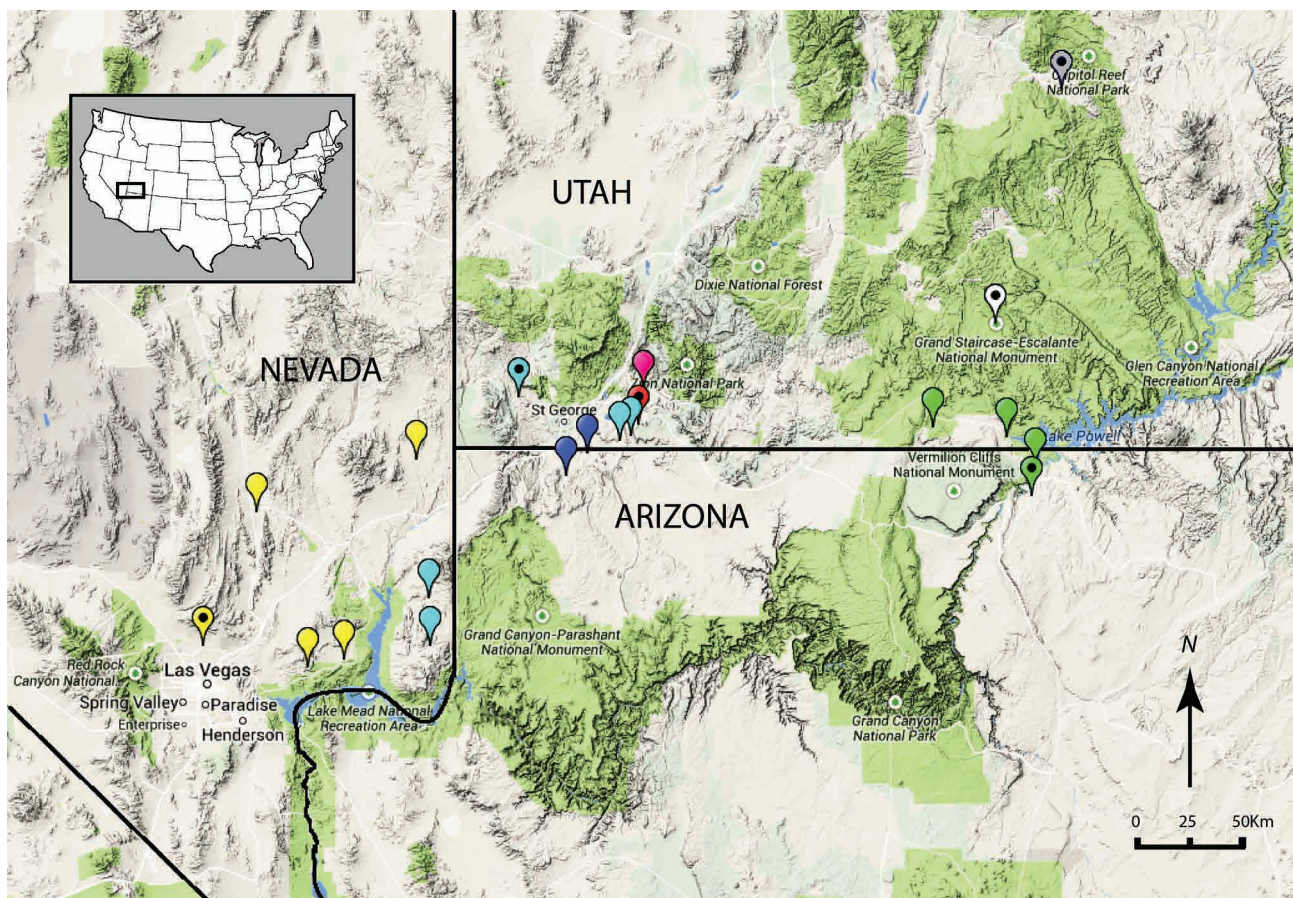 Capitol Reef
National Park
UTAH
Dixie National Forest
NEVADA
Grand Staircase-Escalante
National Monument
Glen Canyon National
Recreation Area
Zion National Park
St George
Lake Powell
Vermilion Cliffs
National Monument
ARIZONA
Grand Canyon-Parashant
National Monument
Red Rock
Canyon National...
Las Vegas
Spring Valley
Paradise
Enterprise
Henderson
Lake Mead National
Recreation Area
Grand Canyon
National Park
N
0 25 50Km